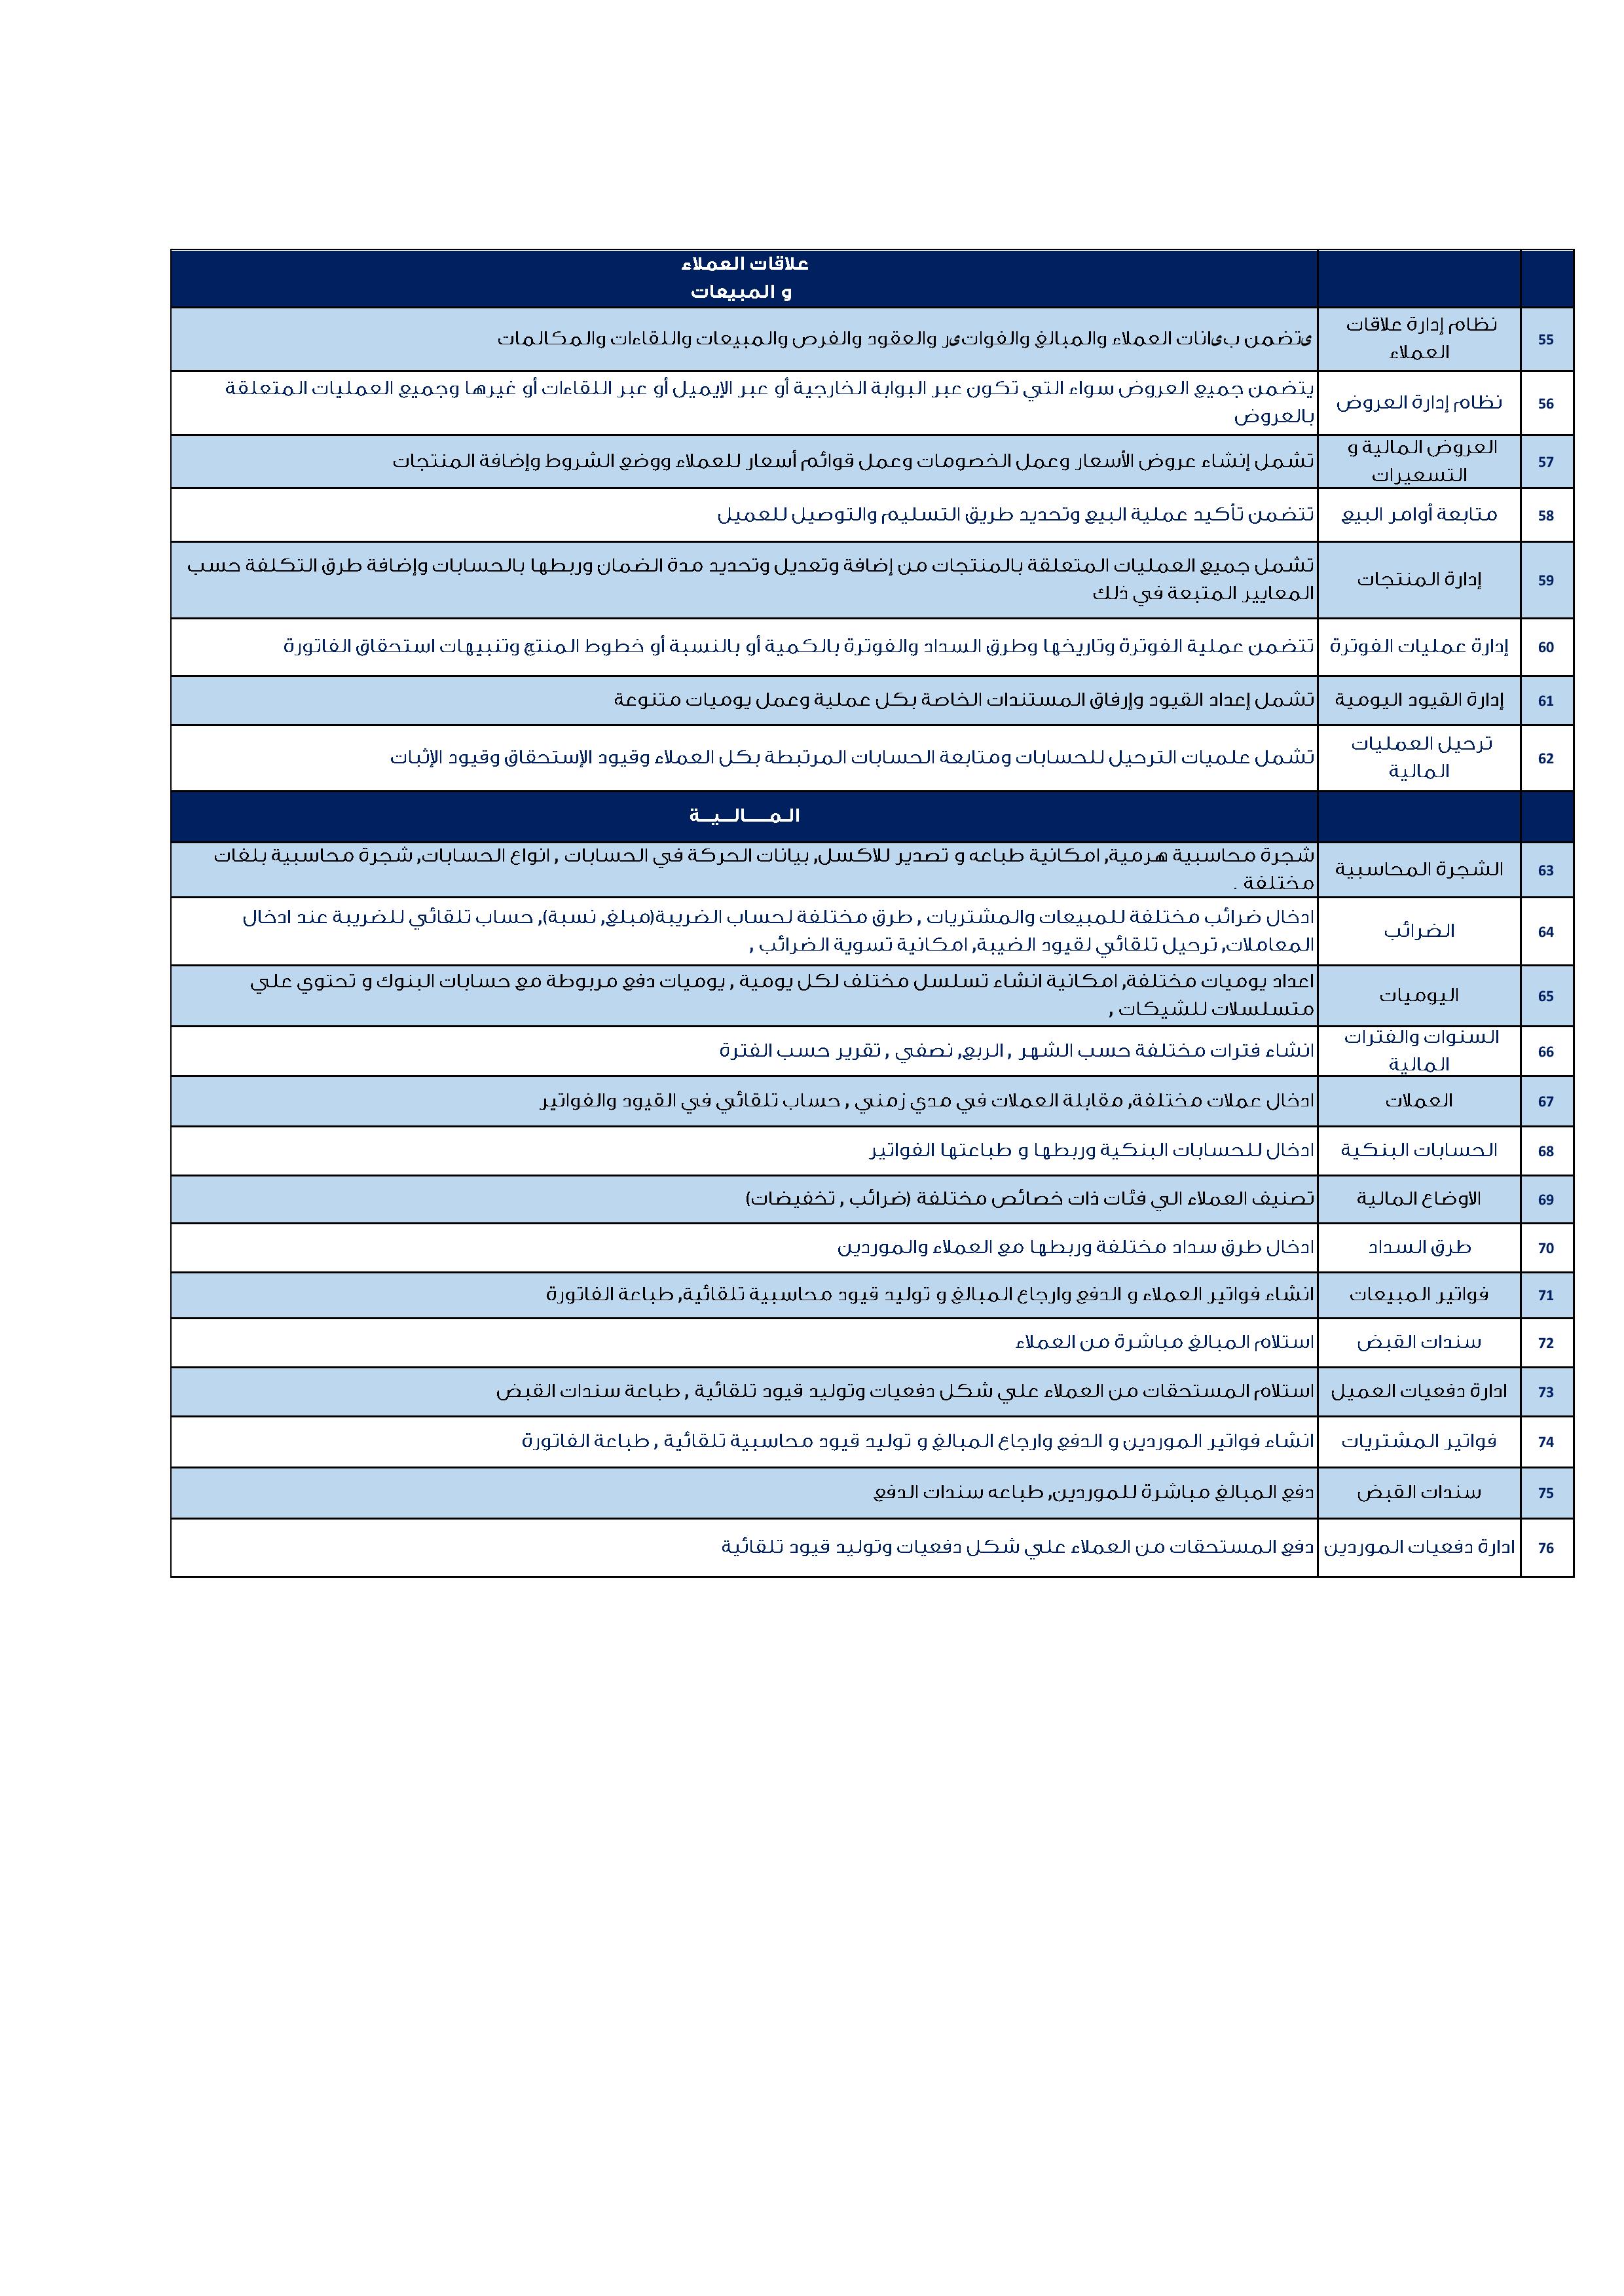 علاقات العملاء
و المبيعات
55
نظام إدارة علاقات
العملاء
ىتضمن بىانات العملاء والمبالغ والفواتىر والعقود والفرص والمبيعات واللقاءات والمكالمات
56
نظام إدارة العروض
يتضمن جميع العروض سواء التي تكون عبر البوابة الخارجية أو عبر الإيميل أو عبر اللقاءات أو غيرها وجميع العمليات المتعلقة
بالعروض
57
العروض المالية و
التسعيرات
تشمل إنشاء عروض الأسعار وعمل الخصومات وعمل قوائم أسعار للعملاء ووضع الشروط وإضافة المنتجات
58
متابعة أوامر البيع
تتضمن تأكيد عملية البيع وتحديد طريق التسليم والتوصيل للعميل
59
إدارة المنتجات
تشمل جميع العمليات المتعلقة بالمنتجات من إضافة وتعديل وتحديد مدة الضمان وربطها بالحسابات وإضافة طرق التكلفة حسب
المعايير المتبعة في ذلك
60
إدارة عمليات الفوترة
تتضمن عملية الفوترة وتاريخها وطرق السداد والفوترة بالكمية أو بالنسبة أو خطوط المنتج وتنبيهات استحقاق الفاتورة
61
إدارة القيود اليومية
تشمل إعداد القيود وإرفاق المستندات الخاصة بكل عملية وعمل يوميات متنوعة
62
ترحيل العمليات
المالية
تشمل علميات الترحيل للحسابات ومتابعة الحسابات المرتبطة بكل العملاء وقيود الإستحقاق وقيود الإثبات
الـمـــالـــيـــة
63
الشجرة المحاسبية
شجرة محاسبية هرمية, امكانية طباعه و تصدير للاكسل, بيانات الحركة في الحسابات , انواع الحسابات, شجرة محاسبية بلغات
مختلفة .
64
الضرائب
ادخال ضرائب مختلفة للمبيعات والمشتريات , طرق مختلفة لحساب الضريبة(مبلغ, نسبة), حساب تلقائي للضريبة عند ادخال
المعاملات, ترحيل تلقائي لقيود الضيبة, امكانية تسوية الضرائب ,
65
اليوميات
اعداد يوميات مختلفة, امكانية انشاء تسلسل مختلف لكل يومية , يوميات دفع مربوطة مع حسابات البنوك و تحتوي علي
متسلسلات للشيكات ,
66
السنوات والفترات
المالية
انشاء فترات مختلفة حسب الشهر , الربع, نصفي , تقرير حسب الفترة
67
العملات
ادخال عملات مختلفة, مقابلة العملات في مدي زمني , حساب تلقائي في القيود والفواتير
68
الحسابات البنكية
ادخال للحسابات البنكية وربطها و طباعتها الفواتير
69
الاوضاع المالية
تصنيف العملاء الي فئات ذات خصائص مختلفة (ضرائب , تخفيضات)
70
طرق السداد
ادخال طرق سداد مختلفة وربطها مع العملاء والموردين
71
فواتير المبيعات
انشاء فواتير العملاء و الدفع وارجاع المبالغ و توليد قيود محاسبية تلقائية, طباعة الفاتورة
72
سندات القبض
استلام المبالغ مباشرة من العملاء
73
ادارة دفعيات العميل
استلام المستحقات من العملاء علي شكل دفعيات وتوليد قيود تلقائية , طباعة سندات القبض
74
فواتير المشتريات
انشاء فواتير الموردين و الدفع وارجاع المبالغ و توليد قيود محاسبية تلقائية , طباعة الفاتورة
75
سندات القبض
دفع المبالغ مباشرة للموردين, طباعه سندات الدفع
76
ادارة دفعيات الموردين
دفع المستحقات من العملاء علي شكل دفعيات وتوليد قيود تلقائية